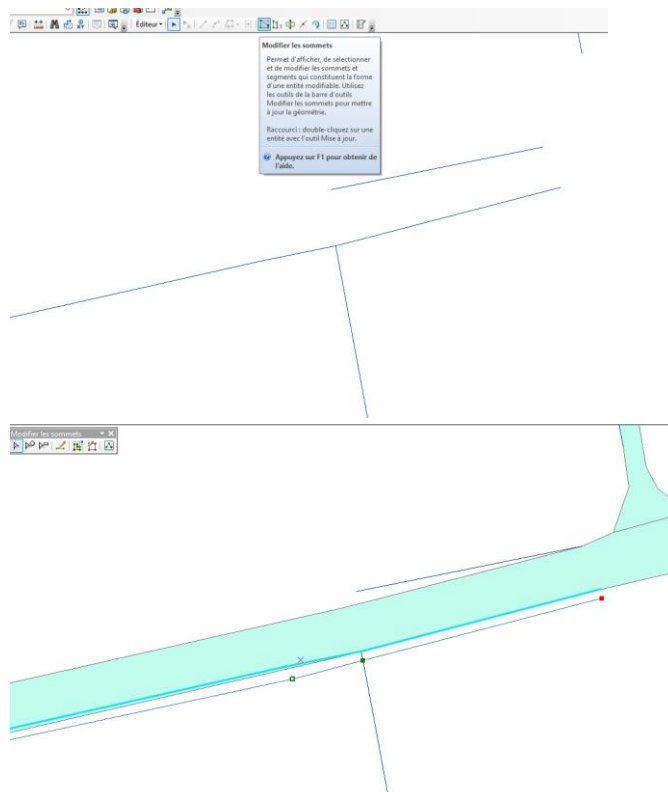 Éditeur
Modifier les sommets
Permet d'afficher, de sélectionner
et de modifier les sommets et
segments qui constituent la forme
d'une entité modifiable. Utilisez
les outils de la barre d'outils
Modifier les sommets pour mettre
à jour la géométrie.
Raccourci : double-cliquez sur une
entité avec l'outil Mise à jour.
Appuyez sur F1 pour obtenir de
l'aide.
Modifier les sommets